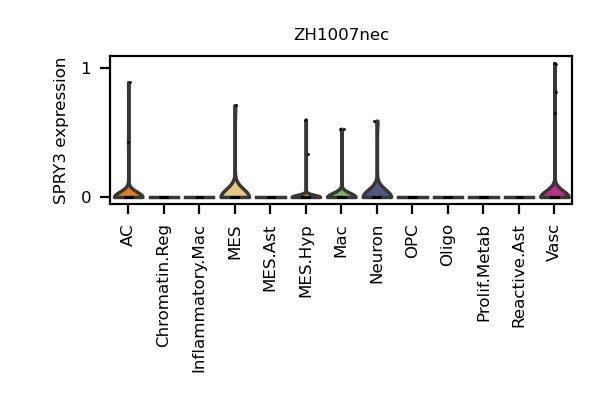 ZH1007nec
SPRY3 expression
1
0
AC
Chromatin.Reg
Inflammatory.Mac
MES
MES.Ast
MES.Hyp
Mac
Neuron
OPC
Oligo
Prolif.Metab
Reactive.Ast
Vasc